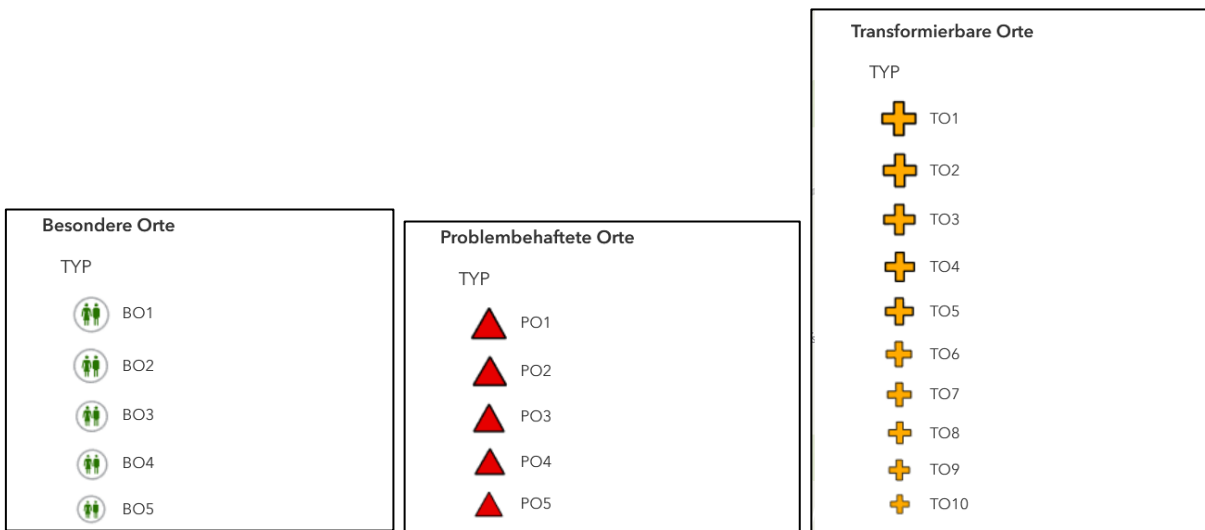 Besondere Orte
TYP
BO1
BO2
BO3
BO4
BO5
Problembehaftete Orte
TYP
PO1
PO2
PO3
PO4
PO5
Transformierbare Orte
TYP
TO1
TO2
TO3
TO4
TO5
TO6
TO7
TO8
TO9
TO10